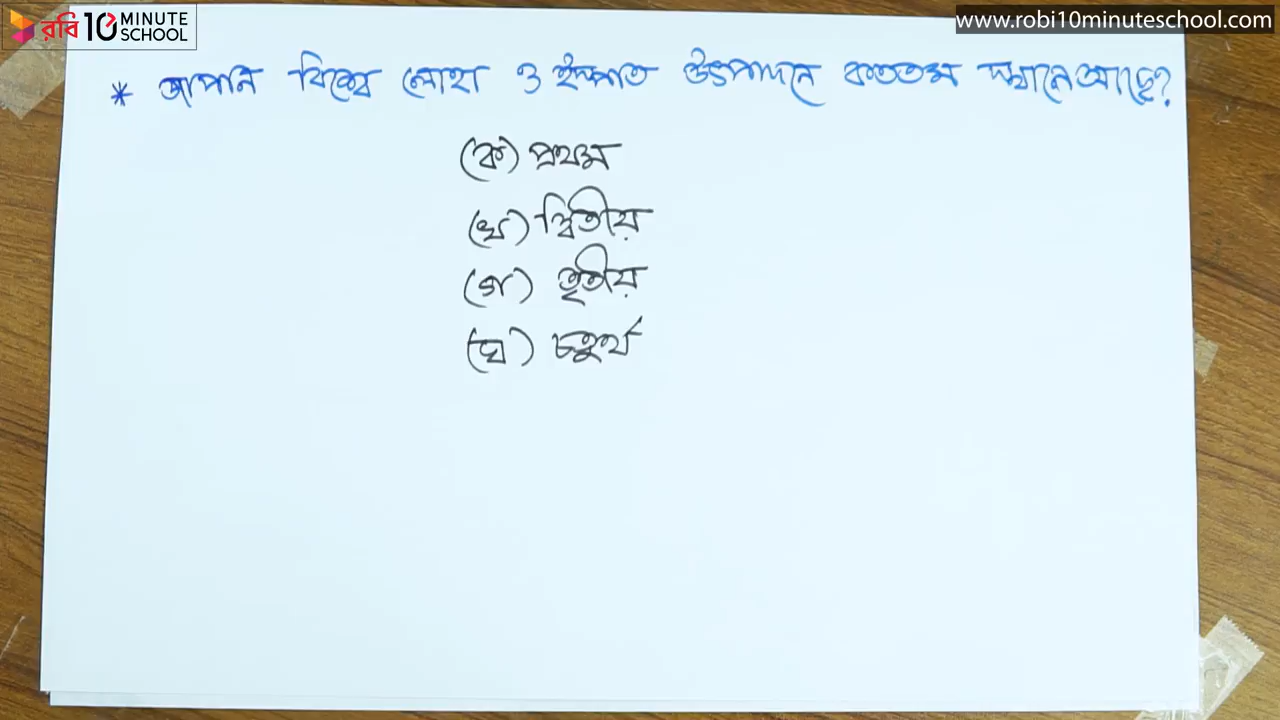 রবি 10 MINUTE SCHOOL
www.robi10minuteschool.com
* জাপান বিশ্বে লোহা ও ইস্পাত উৎপাদনে কততম স্থানে আছে?
(ক) প্রথম
(খ) দ্বিতীয়
(গ) তৃতীয়
(ঘ) চতুর্থ